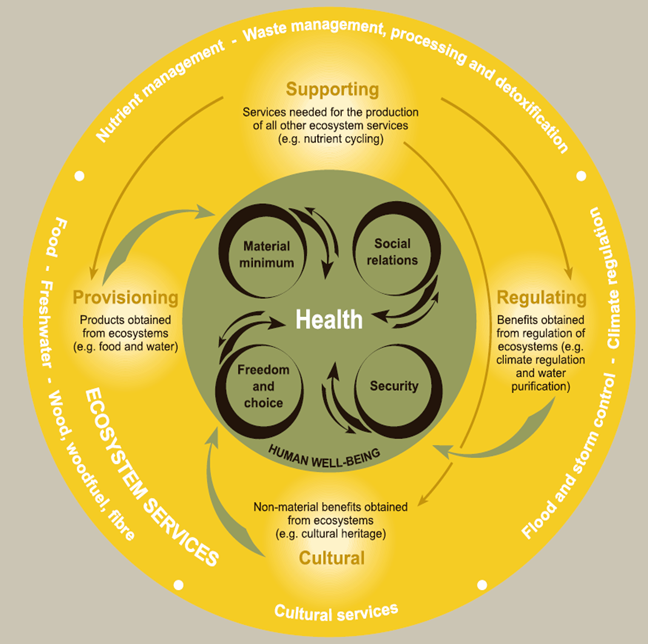 Nutrient management - Waste management, processing and detoxification
Supporting
Services needed for the production
of all other ecosystem services
(e.g. nutrient cycling)
Food - Freshwater - Wood, woodfuel, fibre
Climate regulation
Flood and storm control -
Material
minimum
Social
relations
Health
Provisioning
Products obtained
from ecosystems
(e.g. food and water)
Regulating
Benefits obtained
from regulation of
ecosystems (e.g.
climate regulation
and water
purification)
Freedom
and
choice
Security
HUMAN WELL-BEING
ECOSYSTEM SERVICES
Non-material benefits obtained
from ecosystems
(e.g. cultural heritage)
Cultural
Cultural services